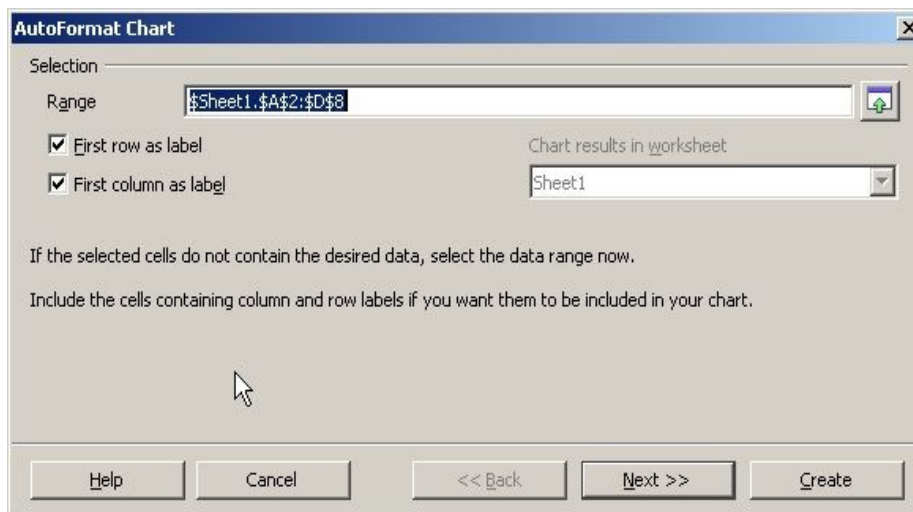 AutoFormat Chart
Selection
Range $Sheet1.$A$2:$D$8
First row as label
Chart results in worksheet
First column as label
Sheet1
If the selected cells do not contain the desired data, select the data range now.
Include the cells containing column and row labels if you want them to be included in your chart.
Help Cancel << Back Next >> Create